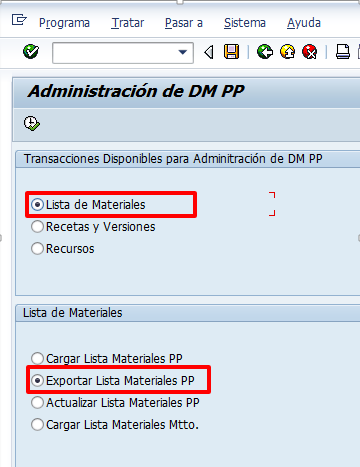 Programa Tratar Pasar a Sistema Ayuda
Administración de DM PP
Transacciones Disponibles para Adminitración de DM PP
Lista de Materiales
Recetas y Versiones
Recursos
Lista de Materiales
Cargar Lista Materiales PP
Exportar Lista Materiales PP
Actualizar Lista Materiales PP
Cargar Lista Materiales Mtto.